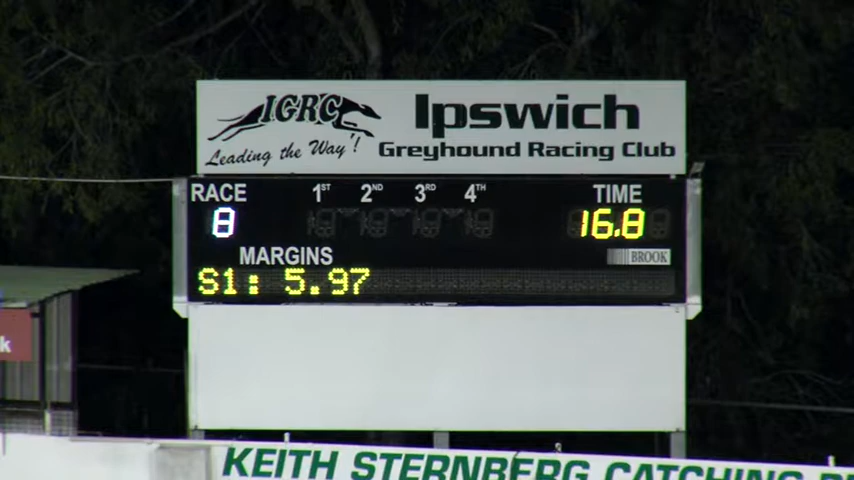 IGRC
Leading the Way'!
Ipswich
Greyhound Racing Club
RACE 1ST 2ND 3RD 4TH TIME
8 16.8
MARGINS
BROOK
S1: 5.97
k
KEITH STERNBERG CATCHING